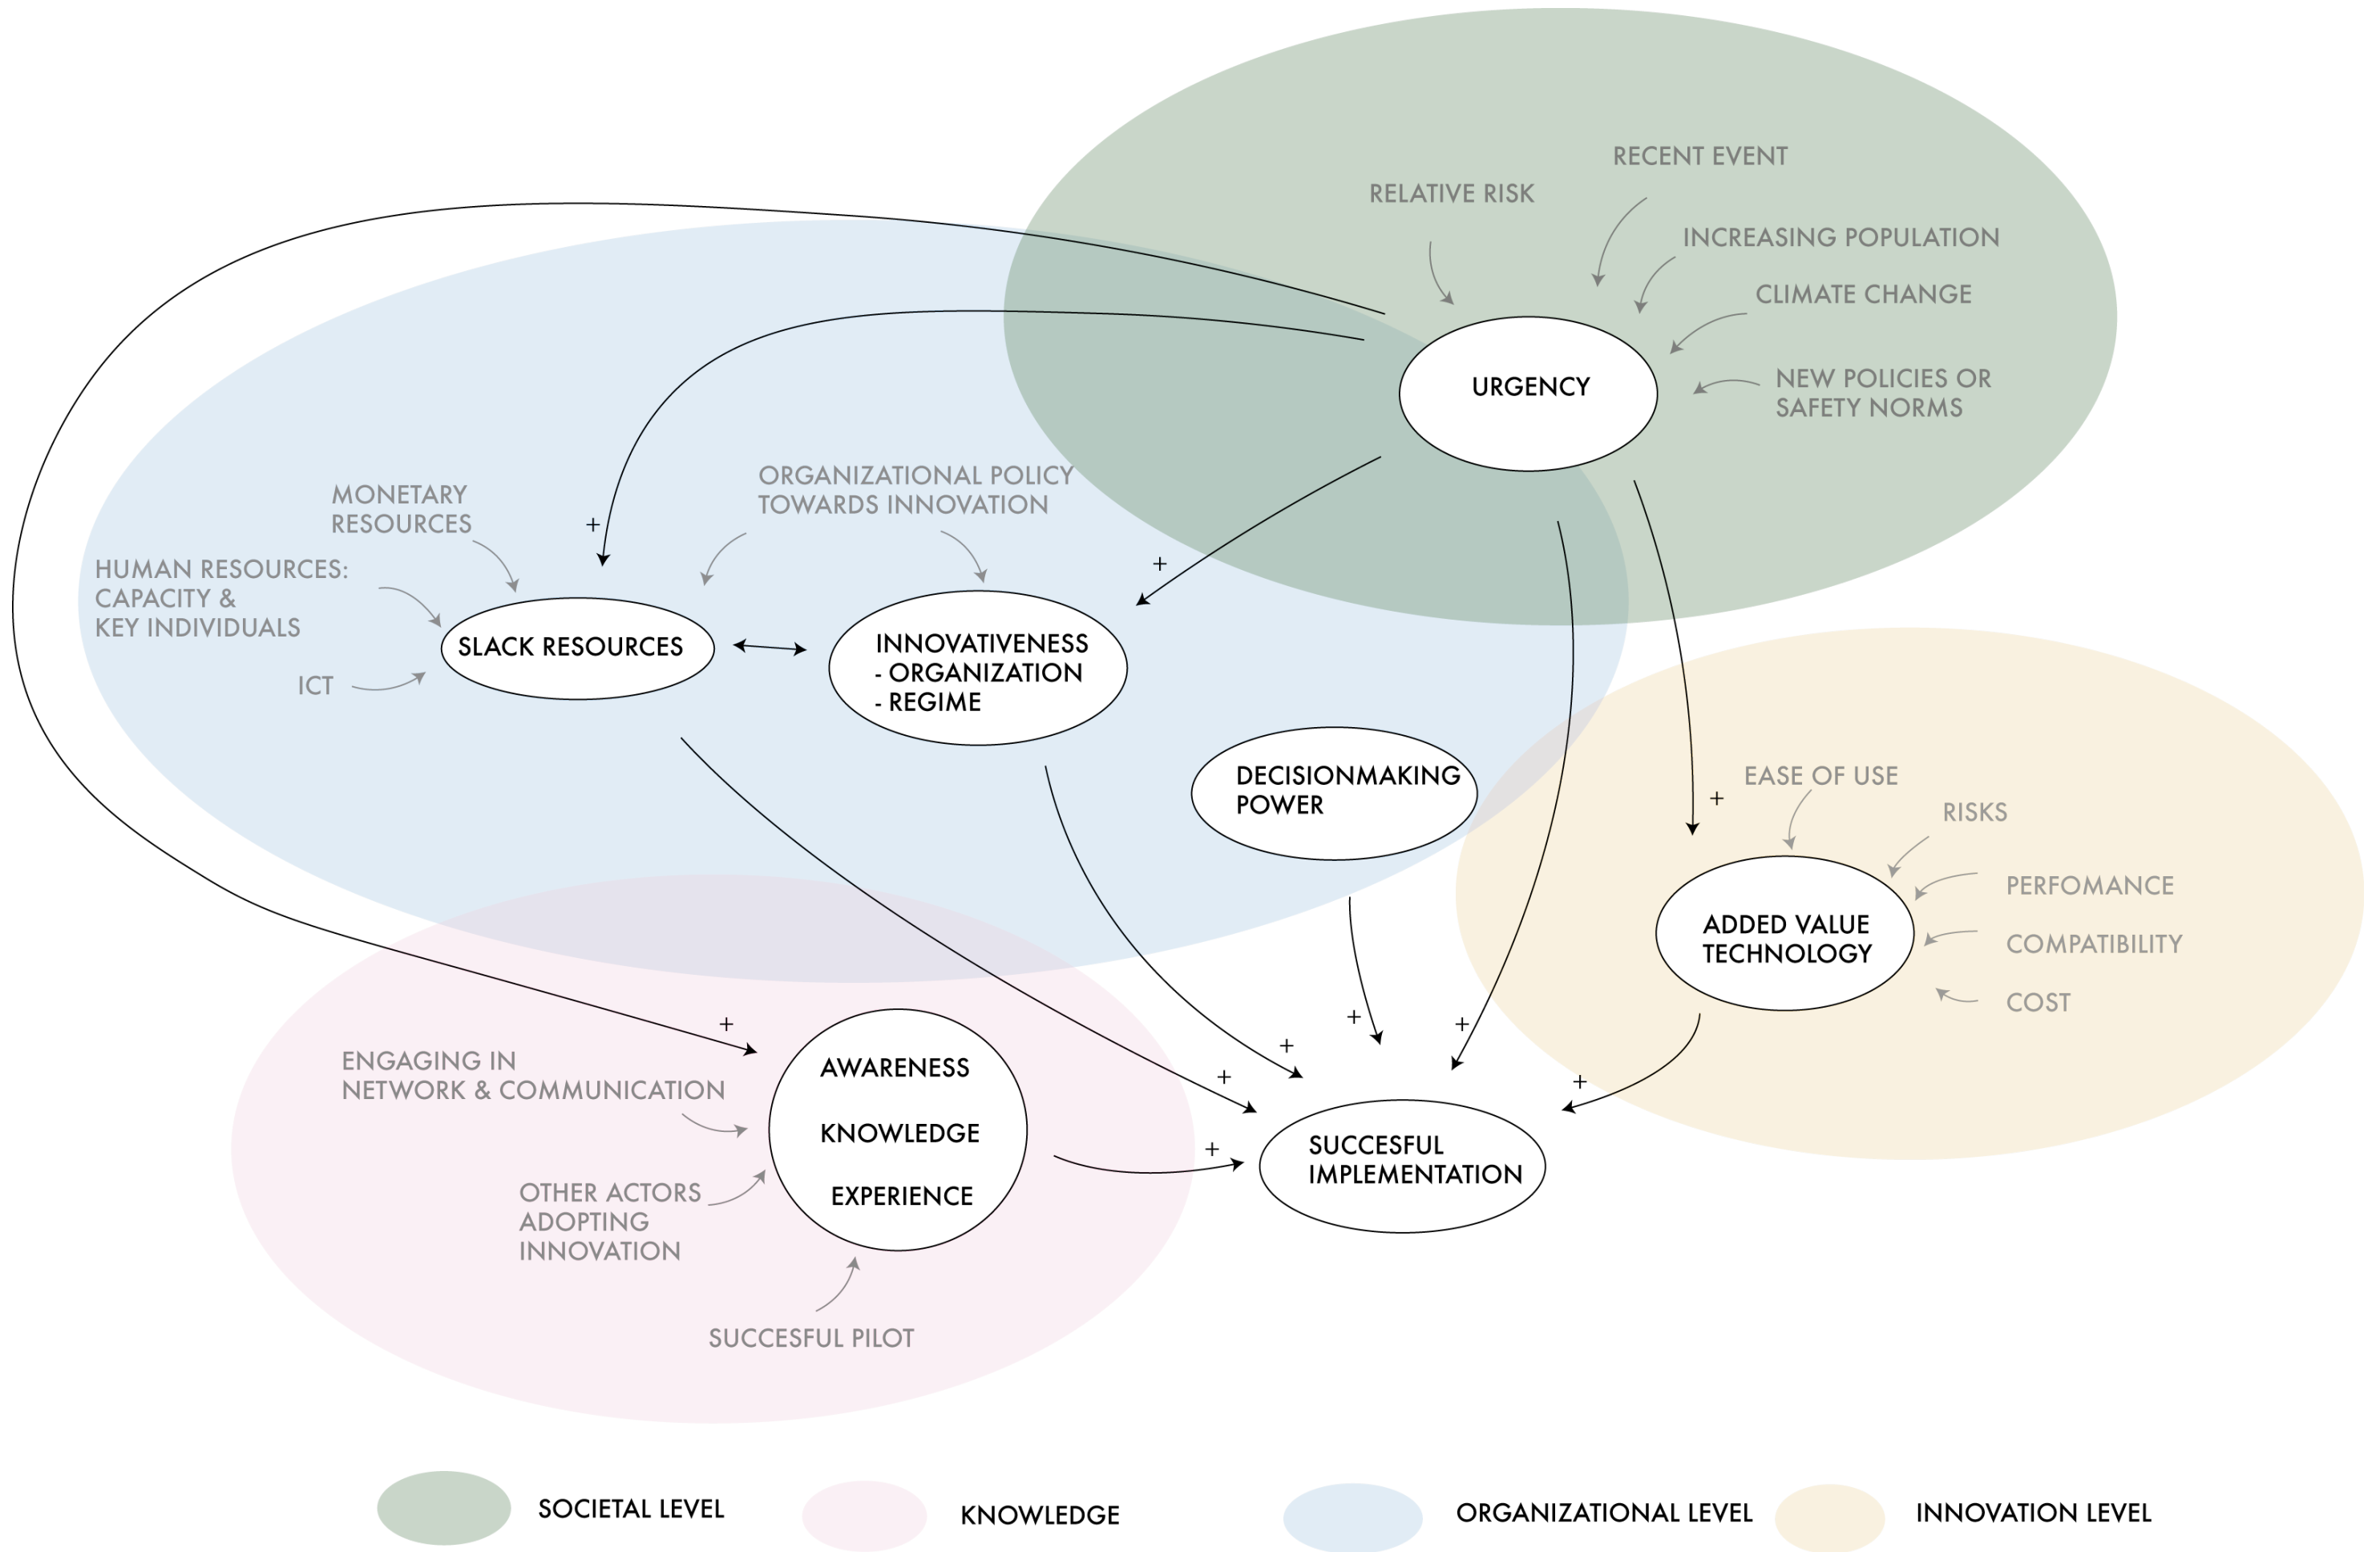 RECENT EVENT
RELATIVE RISK
INCREASING POPULATION
CLIMATE CHANGE
NEW POLICIES OR
SAFETY NORMS
URGENCY
ORGANIZATIONAL POLICY
TOWARDS INNOVATION
MONETARY
RESOURCES
+
HUMAN RESOURCES:
CAPACITY &
KEY INDIVIDUALS
+
SLACK RESOURCES
INNOVATIVENESS
- ORGANIZATION
- REGIME
ICT
DECISIONMAKING
POWER
+
EASE OF USE
RISKS
PERFOMANCE
COMPATIBILITY
COST
ADDED VALUE
TECHNOLOGY
+
+
+
+
+
+
+
ENGAGING IN
NETWORK & COMMUNICATION
AWARENESS
KNOWLEDGE
EXPERIENCE
SUCCESFUL
IMPLEMENTATION
OTHER ACTORS
ADOPTING
INNOVATION
SUCCESFUL PILOT
SOCIETAL LEVEL
KNOWLEDGE
ORGANIZATIONAL LEVEL
INNOVATION LEVEL